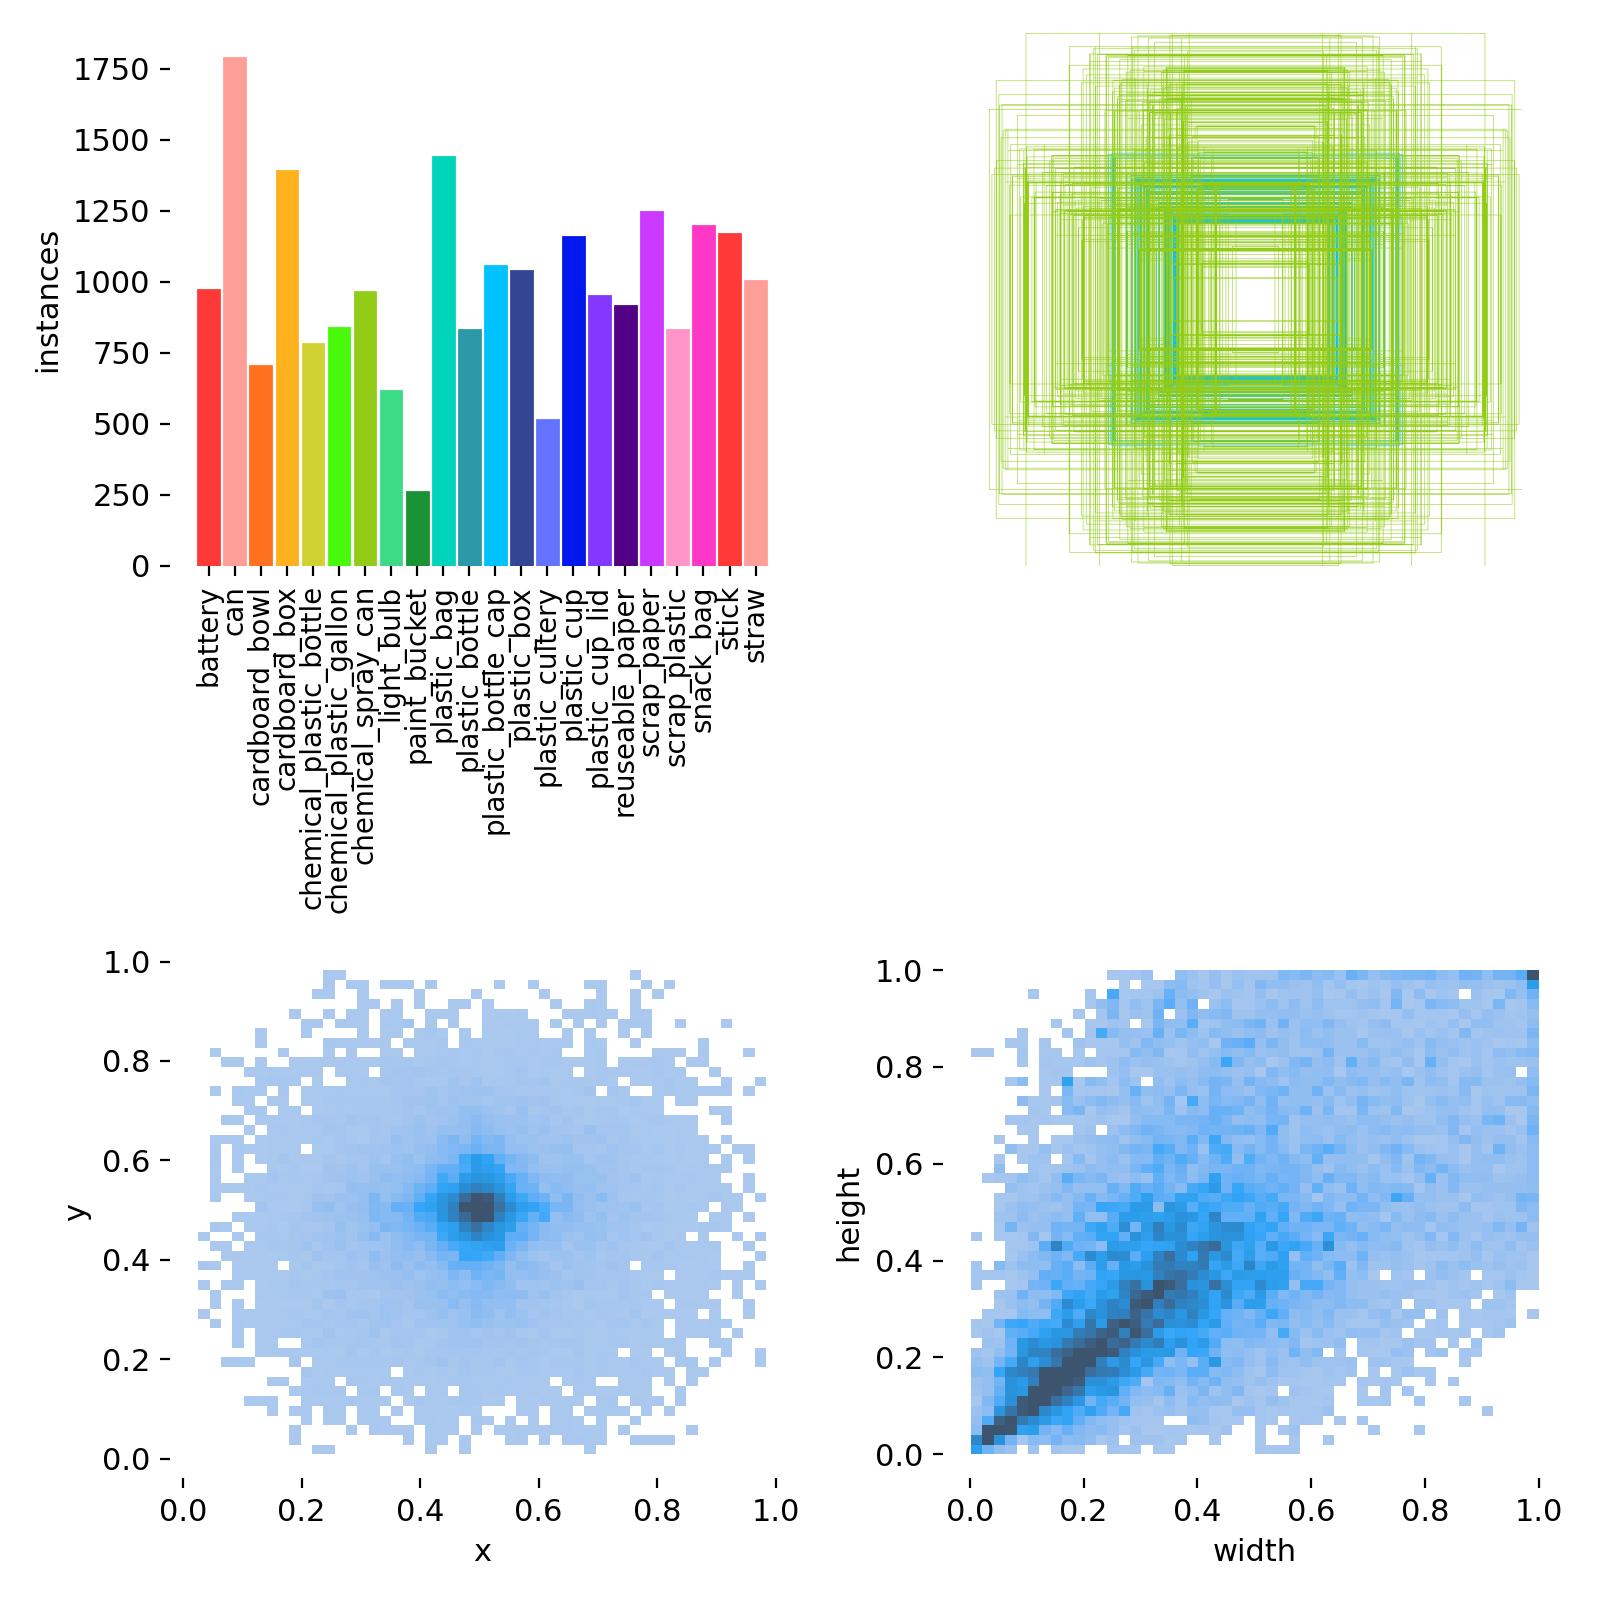 1750
1500
1250
1000
750
500
250
0
instances
battery
can
cardboard_bowl
cardboard_box
chemical_plastic_bottle
chemical_plastic_gallon
chemical_spray_can
light_bulb
paint_bucket
plastic_bag
plastic_bottle
plastic_bottle_cap
plastic_box
plastic_cultery
plastic_cup
plastic_cup_lid
reuseable_paper
scrap_paper
scrap_plastic
snack_bag
stick
straw
1.0
0.8
0.6
0.4
0.2
0.0
y
0.0 0.2 0.4 0.6 0.8 1.0
x
1.0
0.8
0.6
0.4
0.2
0.0
height
0.0 0.2 0.4 0.6 0.8 1.0
width